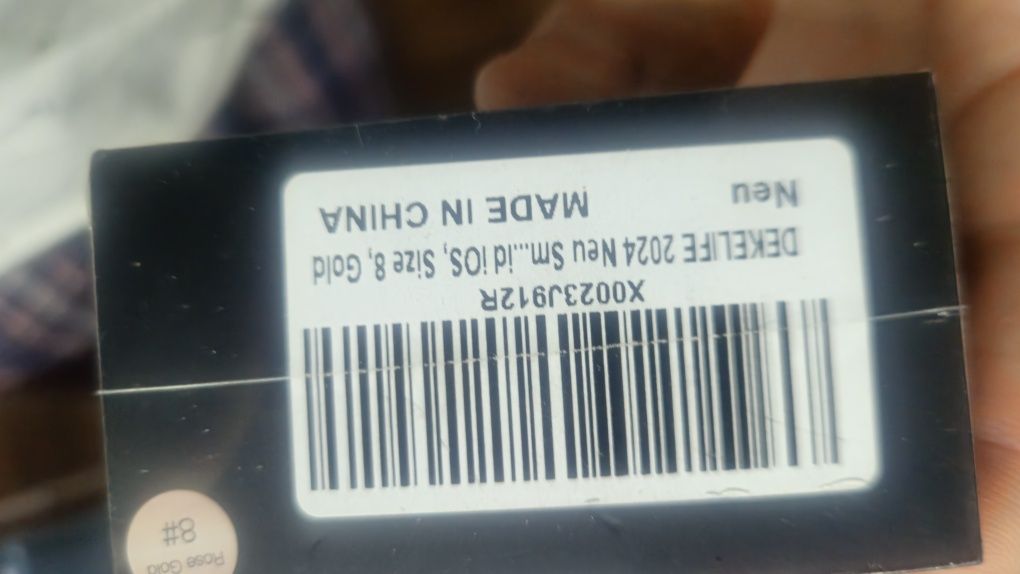 X0023J912R
DEKELIFE 2024 Neu Sm...id iOS, Size 8, Gold
Neu MADE IN CHINA
Rose Gold
8#